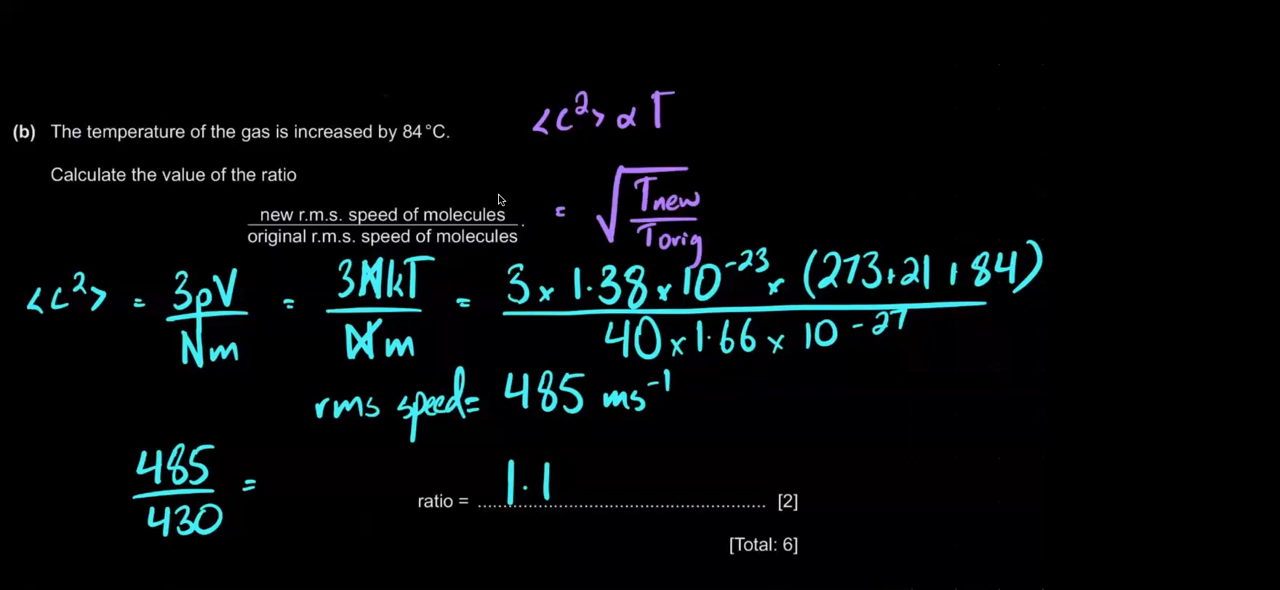 <c²> α T
(b) The temperature of the gas is increased by 84 °C.
Calculate the value of the ratio
new r.m.s. speed of molecules / original r.m.s. speed of molecules . = √(Tnew / Torig)
<c²> = 3pV / Nm = 3NkT / Nm = 3 × 1.38 × 10⁻²³ × (273+21+84) / 40 × 1.66 × 10⁻²⁷
rms speed = 485 ms⁻¹
485 / 430 =
ratio = 1.1 [2]
[Total: 6]